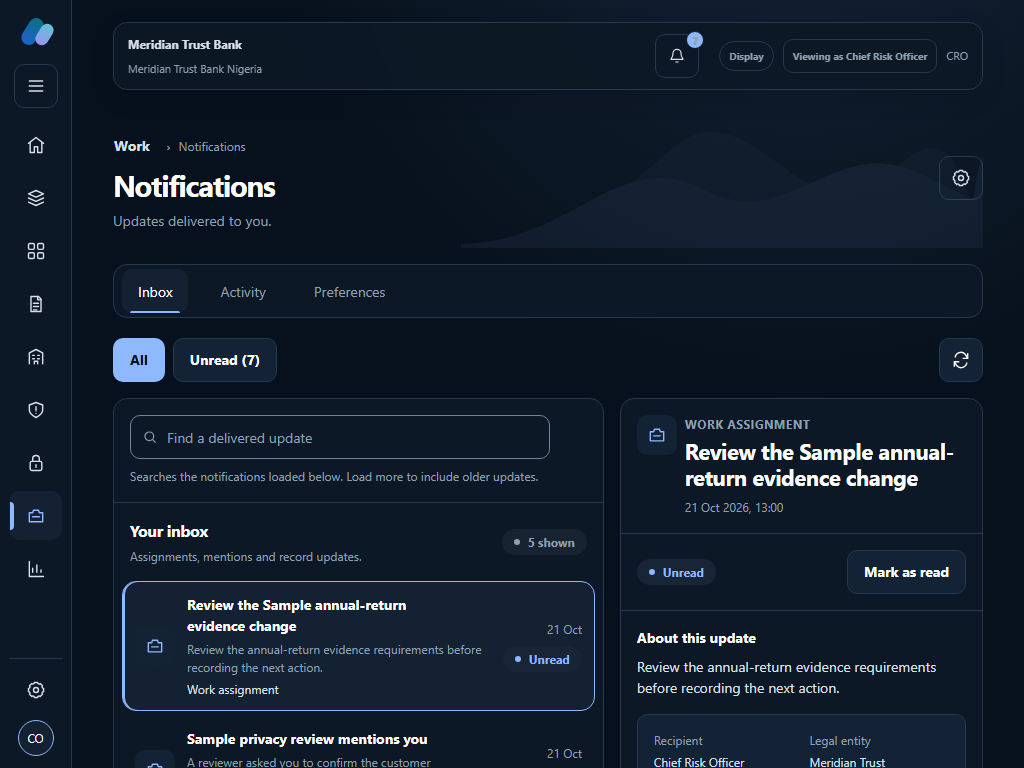 Meridian Trust Bank
Meridian Trust Bank Nigeria
7
Display
Viewing as Chief Risk Officer
CRO
Work › Notifications
Notifications
Updates delivered to you.
Inbox
Activity
Preferences
All
Unread (7)
Find a delivered update
Searches the notifications loaded below. Load more to include older updates.
Your inbox
Assignments, mentions and record updates.
5 shown
Review the Sample annual-return
evidence change
21 Oct
Review the annual-return evidence requirements before
recording the next action.
Unread
Work assignment
Sample privacy review mentions you
21 Oct
A reviewer asked you to confirm the customer
WORK ASSIGNMENT
Review the Sample annual-
return evidence change
21 Oct 2026, 13:00
Unread
Mark as read
About this update
Review the annual-return evidence requirements
before recording the next action.
Recipient
Legal entity
Chief Risk Officer
Meridian Trust
CO